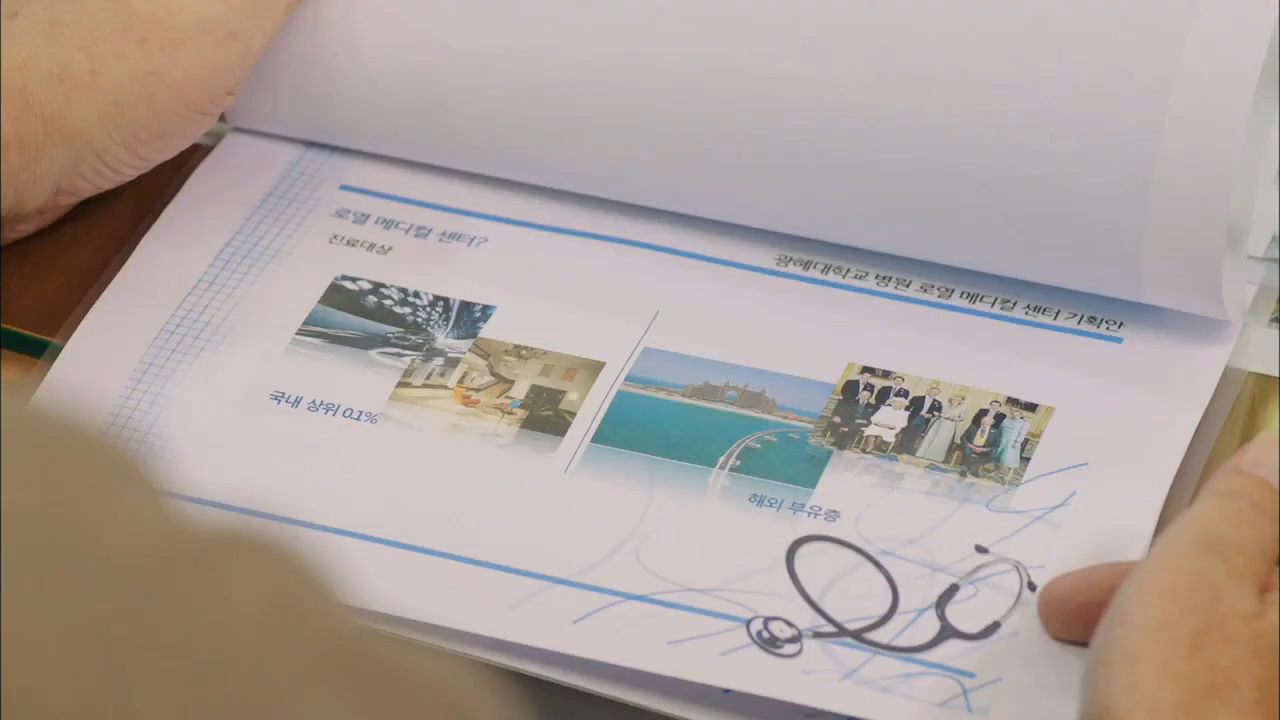 광혜대학교 병원 로열 메디컬 센터 기획안
로열 메디컬 센터?
진료대상
국내 상위 0.1%
해외 부유층